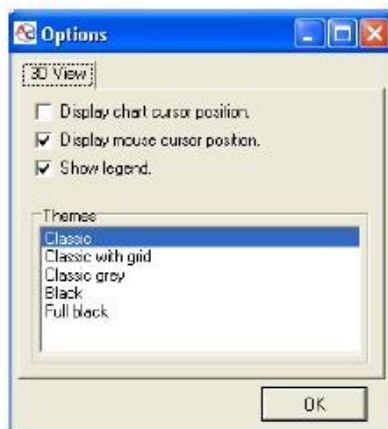 Options
3D View
Display chart cursor position.
Display mouse cursor position.
Show legend.
Themes
Classic
Classic with grid
Classic grey
Black
Full black
OK